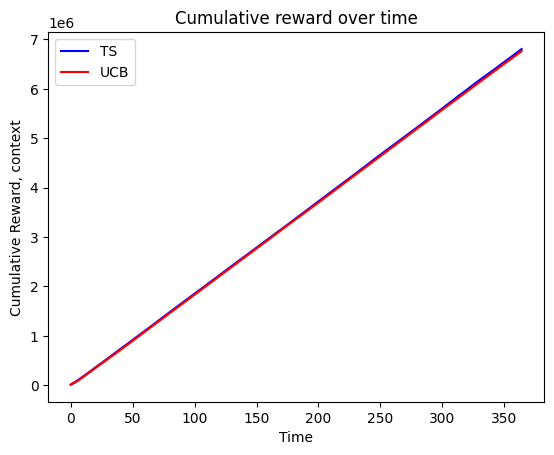 Cumulative reward over time
1e6
TS
UCB
7
6
5
4
3
2
1
0
Cumulative Reward, context
0 50 100 150 200 250 300 350
Time